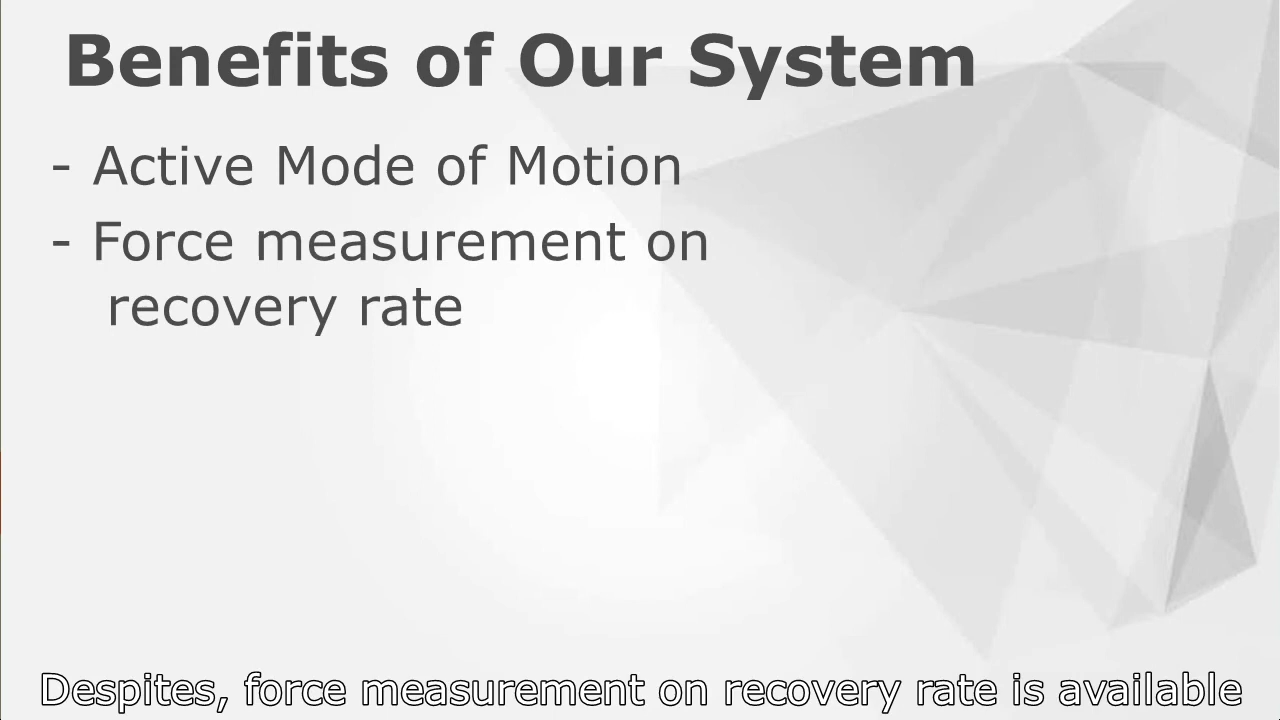 Benefits of Our System
- Active Mode of Motion
- Force measurement on
recovery rate
Despites, force measurement on recovery rate is available